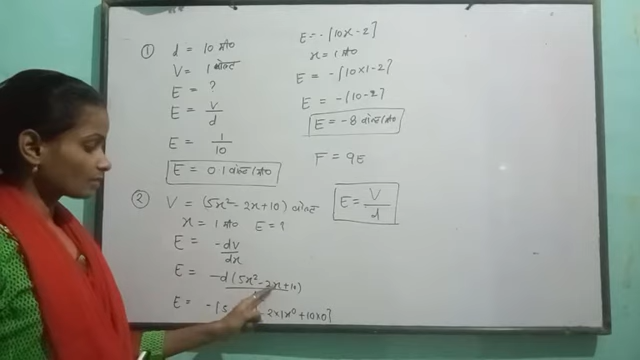 ① d = 10 मी०
V = 1 वोल्ट
E = ?
E = V/d
E = 1/10
E = 0.1 वोल्ट/मी०
② V = (5x² - 2x + 10) वोल्ट
x = 1 मी० E = ?
E = -dV/dx
E = -d(5x² - 2x + 10)
E = -[5 - 2×1x⁰ + 10×0]
E = -[10x - 2]
x = 1 मी०
E = -[10×1 - 2]
E = -[10 - 2]
E = -8 वोल्ट/मी०
F = qE
E = V/d